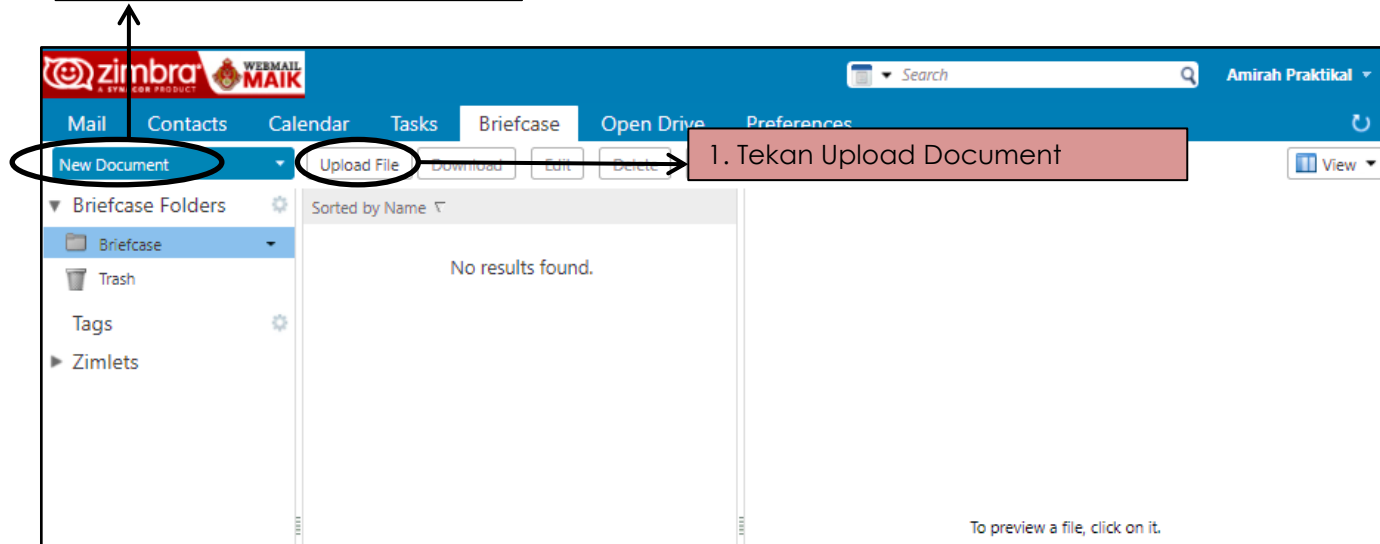 zimbra
A SYNACOR PRODUCT
WEBMAIL
MAIK
Search
Amirah Praktikal
Mail Contacts Calendar Tasks Briefcase Open Drive Preferences
New Document Upload File Download Edit Delete View
1. Tekan Upload Document
Briefcase Folders
Sorted by Name
Briefcase
No results found.
Trash
Tags
Zimlets
To preview a file, click on it.